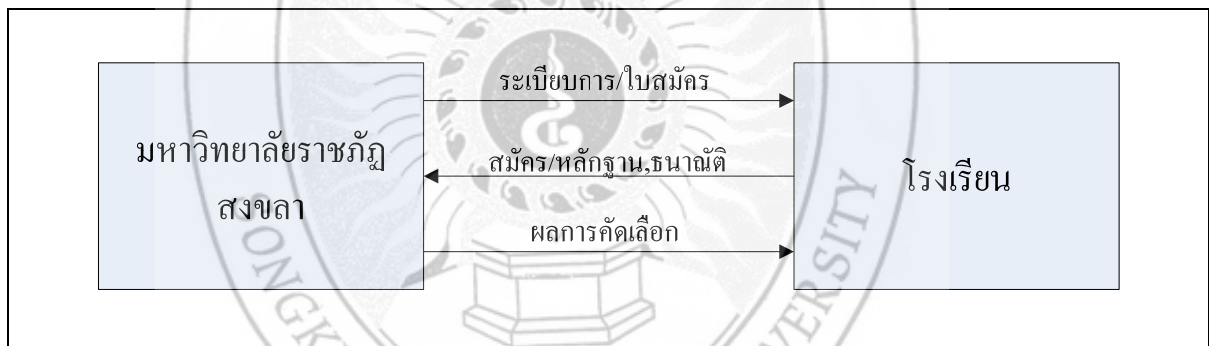 ระเบียบการ/ใบสมัคร
มหาวิทยาลัยราชภัฏ
สงขลา
สมัคร/หลักฐาน,ธนาณัติ
โรงเรียน
ผลการคัดเลือก